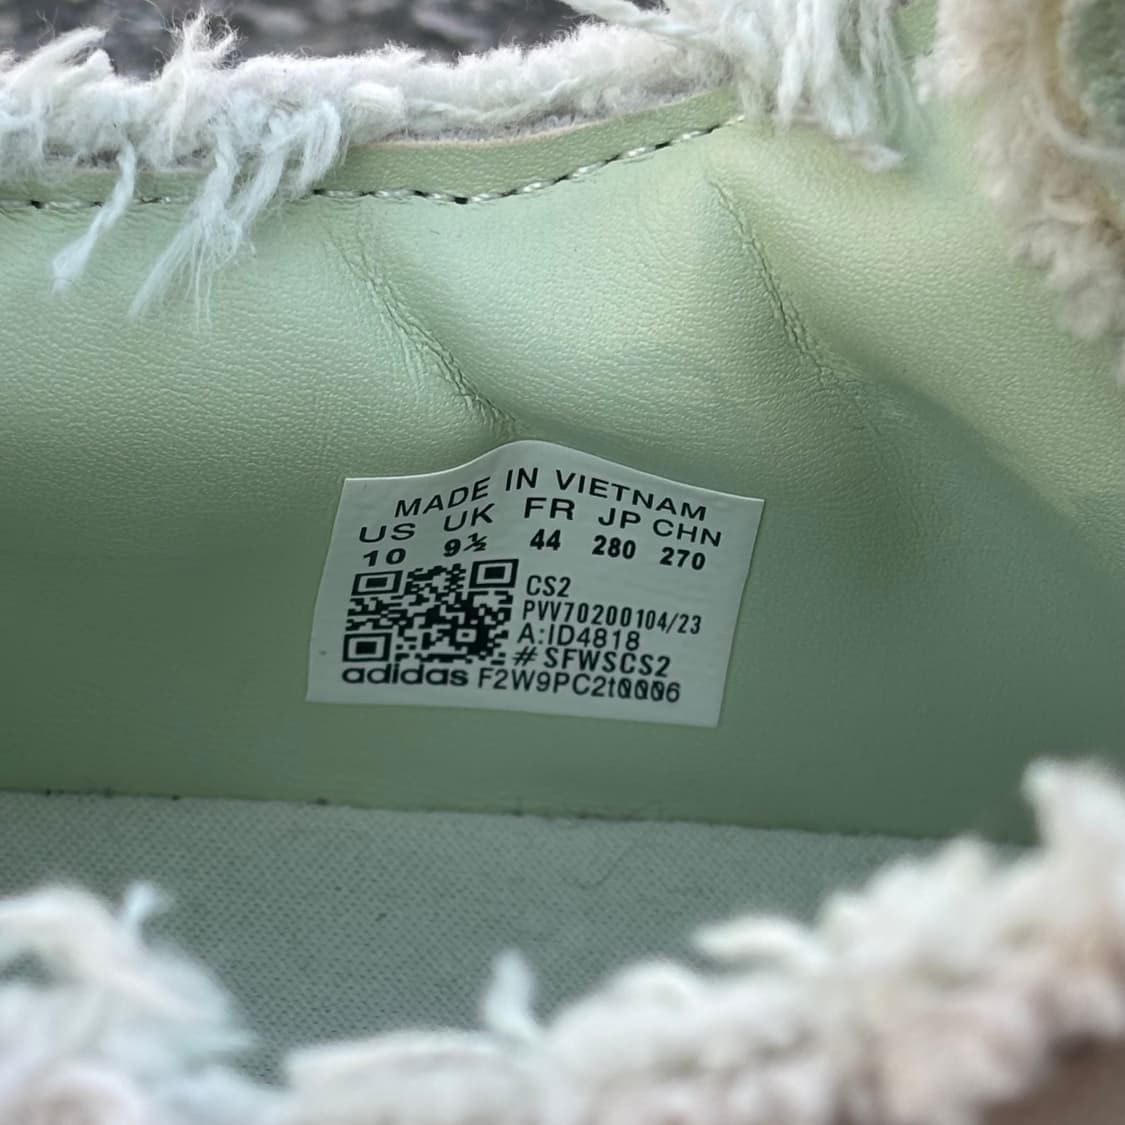 MADE IN VIETNAM
US UK FR JP CHN
10 9½ 44 280 270
CS2
PVV70200104/23
A:ID4818
#SFWSCS2
adidas F2W9PC2t0006